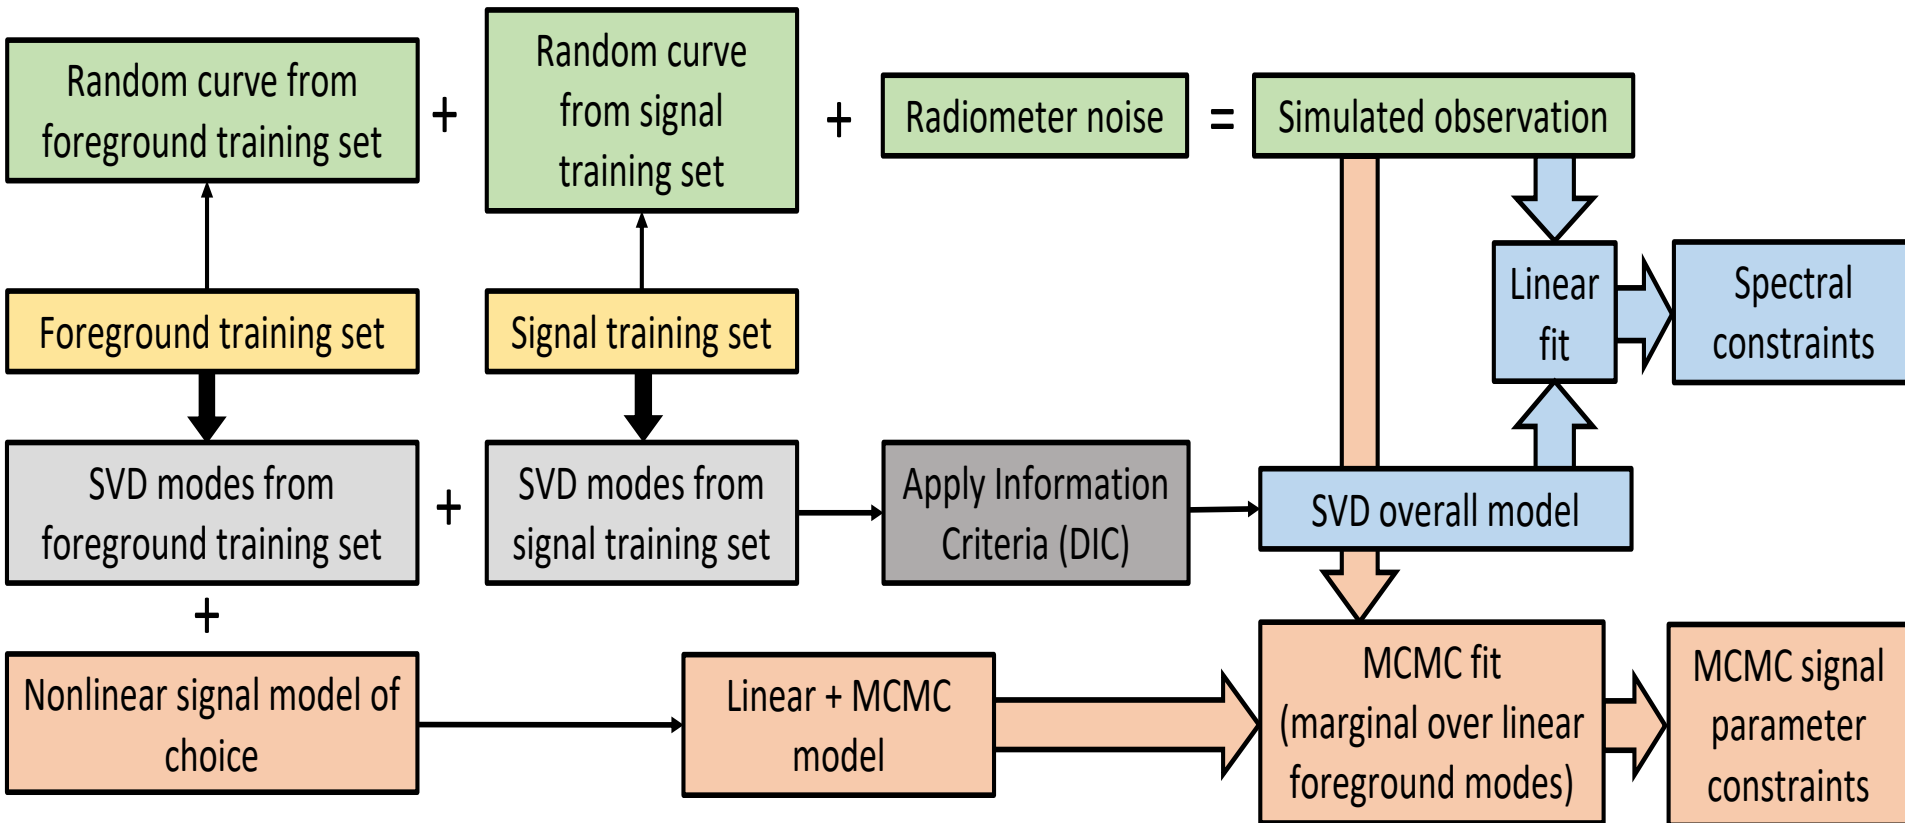 Random curve from
foreground training set
+
Random curve
from signal
training set
+
Radiometer noise
=
Simulated observation
Foreground training set
Signal training set
Linear
fit
Spectral
constraints
SVD modes from
foreground training set
+
SVD modes from
signal training set
Apply Information
Criteria (DIC)
SVD overall model
+
Nonlinear signal model of
choice
Linear + MCMC
model
MCMC fit
(marginal over linear
foreground modes)
MCMC signal
parameter
constraints